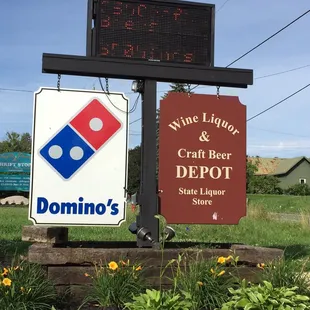 Domino's
Wine Liquor
&
Craft Beer
DEPOT
State Liquor
Store